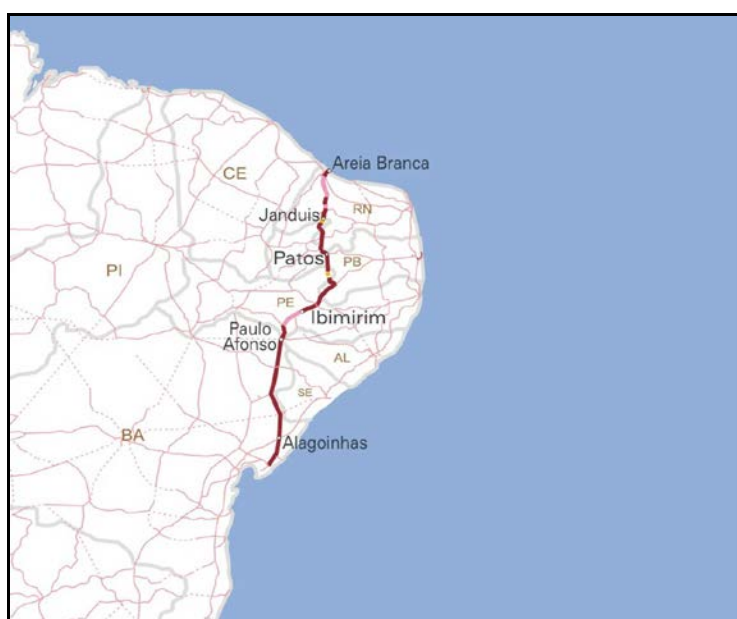 Areia Branca
CE
RN
Janduis
Patos
PB
PI
PE
Ibimirim
Paulo
Afonso
AL
SE
BA
Alagoinhas